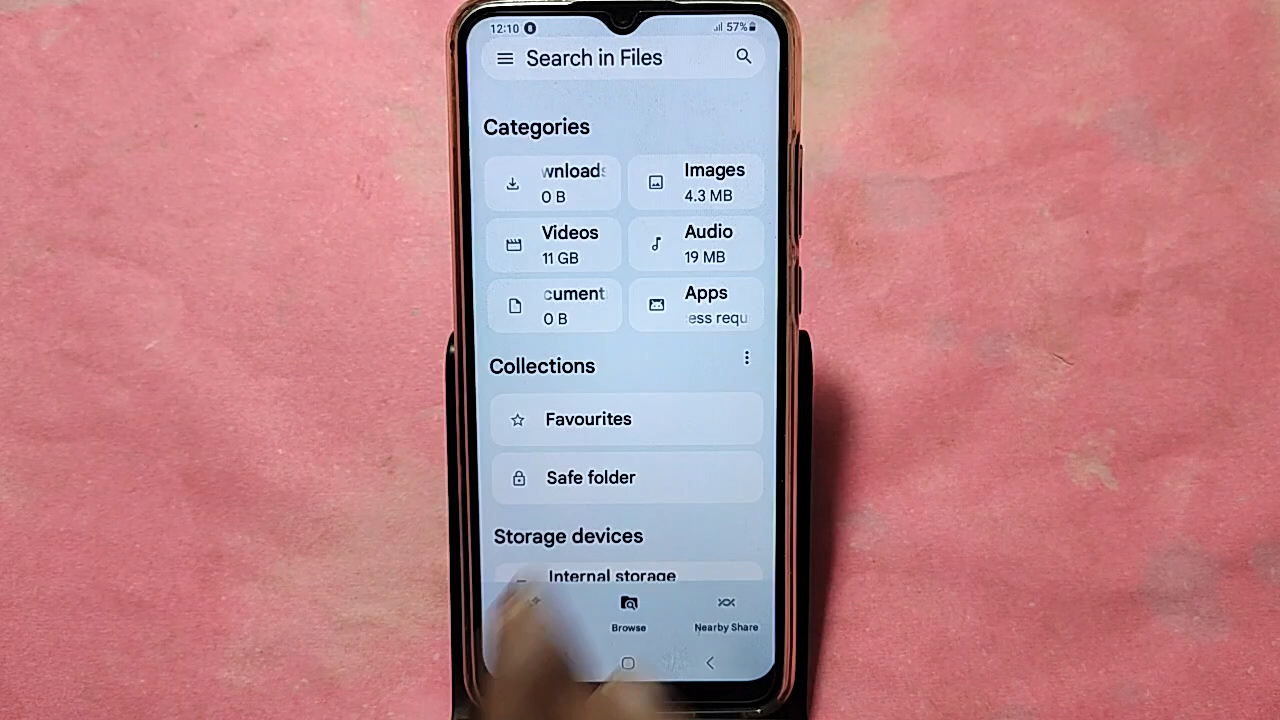 12:10 57%
Search in Files
Categories
wnloads Images
0 B 4.3 MB
Videos Audio
11 GB 19 MB
cument Apps
0 B ess requ
Collections
Favourites
Safe folder
Storage devices
Internal storage
Browse Nearby Share